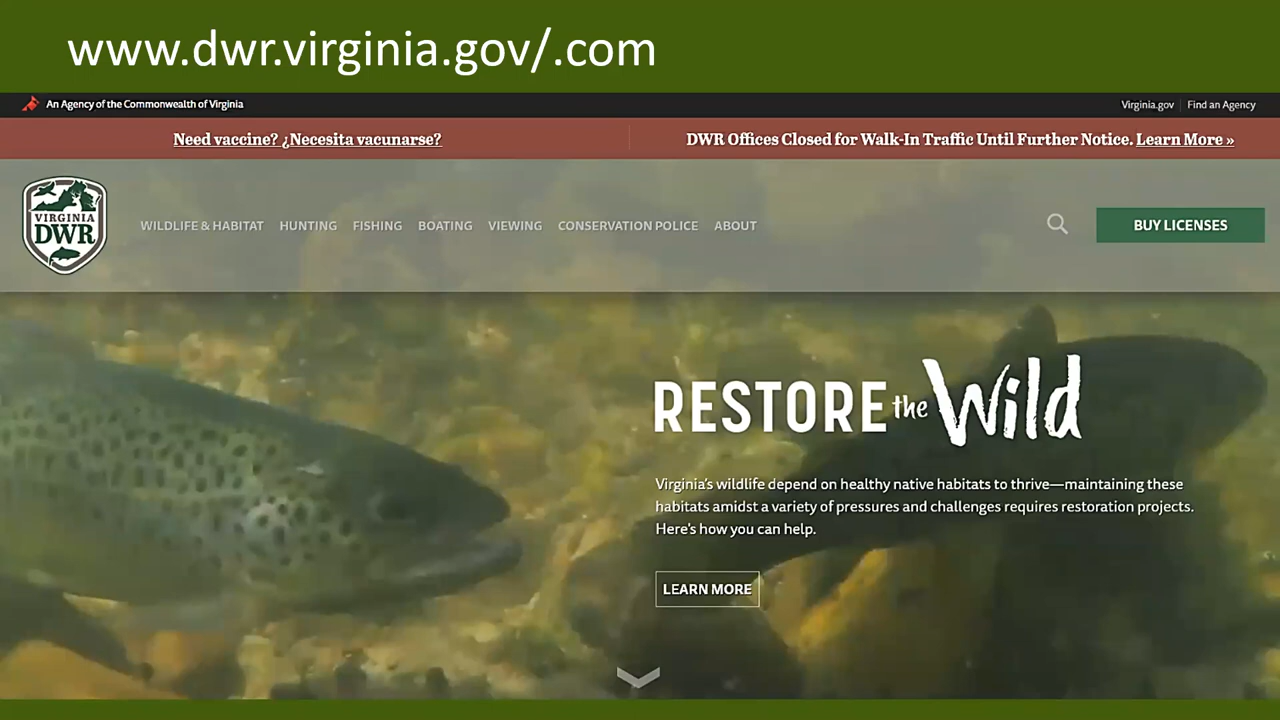 www.dwr.virginia.gov/.com
An Agency of the Commonwealth of Virginia
Virginia.gov
Find an Agency
Need vaccine? ¿Necesita vacunarse?
DWR Offices Closed for Walk-In Traffic Until Further Notice. Learn More »
VIRGINIA
DWR
WILDLIFE & HABITAT HUNTING FISHING BOATING VIEWING CONSERVATION POLICE ABOUT
BUY LICENSES
RESTORE the Wild
Virginia's wildlife depend on healthy native habitats to thrive—maintaining these
habitats amidst a variety of pressures and challenges requires restoration projects.
Here's how you can help.
LEARN MORE